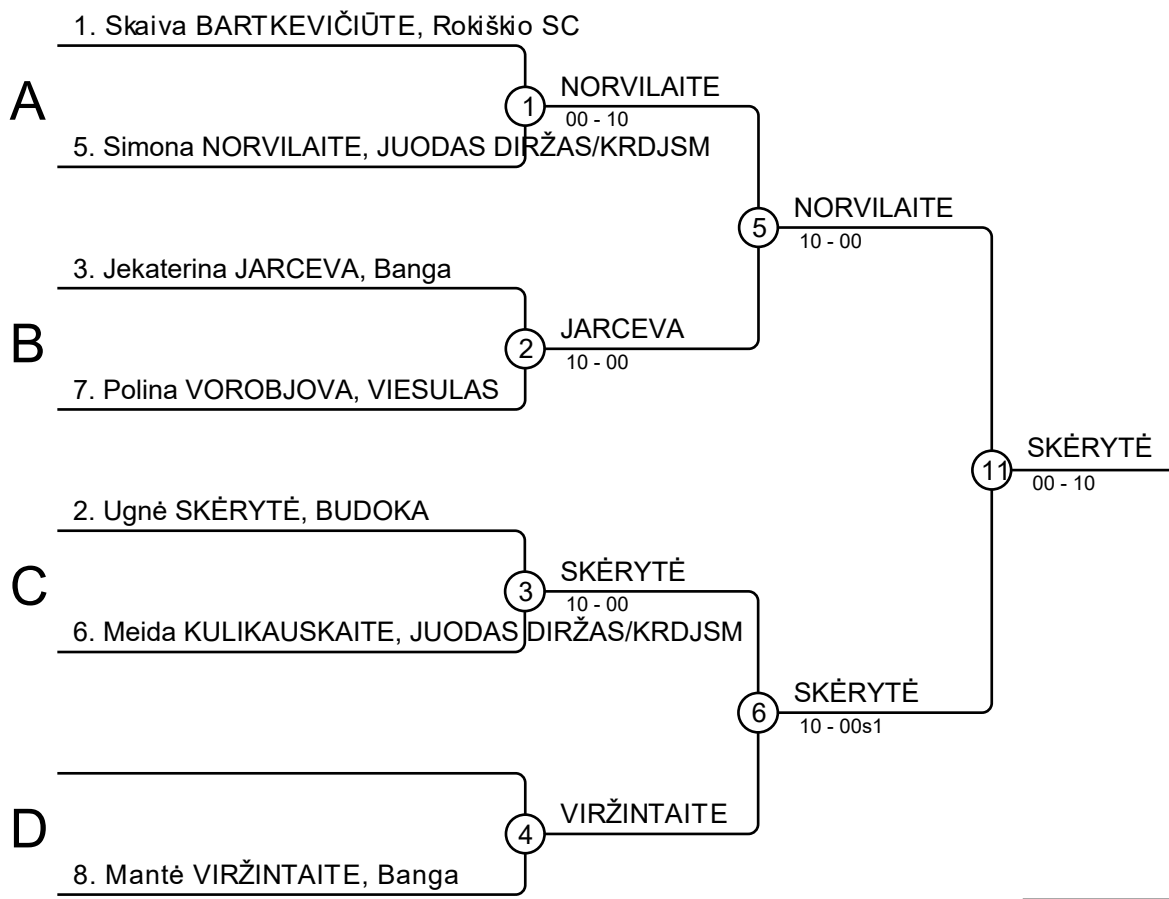 1. Skaiva BARTKEVIČIŪTE, Rokiškio SC
A
1
NORVILAITE
00 - 10
5. Simona NORVILAITE, JUODAS DIRŽAS/KRDJSM
5
NORVILAITE
10 - 00
3. Jekaterina JARCEVA, Banga
B
2
JARCEVA
10 - 00
7. Polina VOROBJOVA, VIESULAS
11
SKĖRYTĖ
00 - 10
2. Ugnė SKĖRYTĖ, BUDOKA
C
3
SKĖRYTĖ
10 - 00
6. Meida KULIKAUSKAITE, JUODAS DIRŽAS/KRDJSM
6
SKĖRYTĖ
10 - 00s1
D
4
VIRŽINTAITE
8. Mantė VIRŽINTAITE, Banga